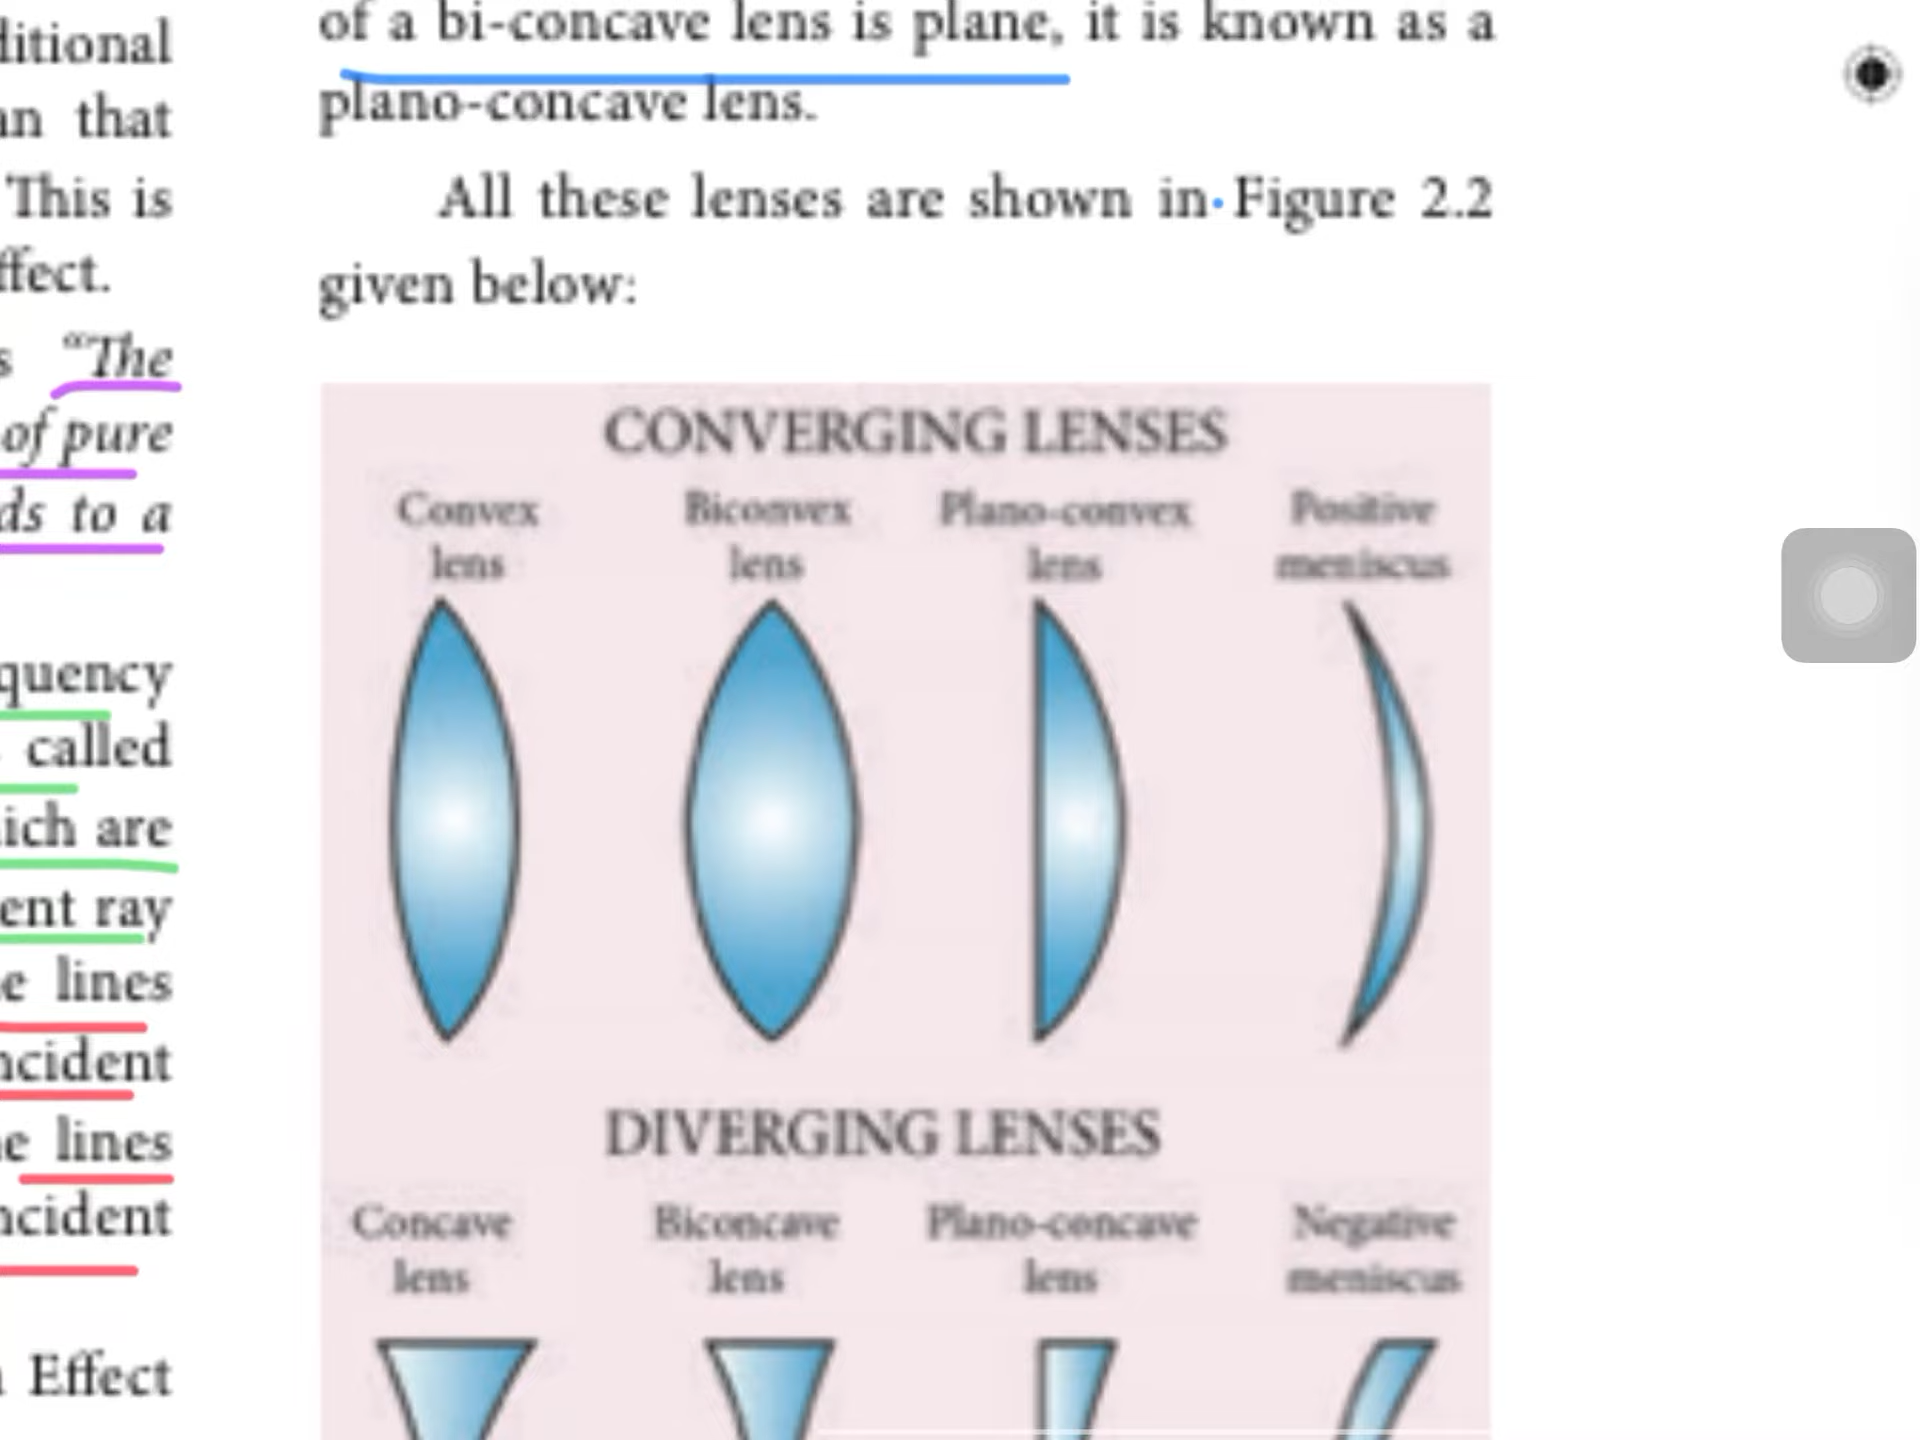 ditional
an that
This is
ffect.
s “The
of pure
ds to a
quency
called
ich are
ent ray
e lines
ncident
e lines
ncident
Effect
of a bi-concave lens is plane, it is known as a
plano-concave lens.
All these lenses are shown in Figure 2.2
given below:
CONVERGING LENSES
Convex lens
Biconvex lens
Plano-convex lens
Positive meniscus
DIVERGING LENSES
Concave lens
Biconcave lens
Plano-concave lens
Negative meniscus